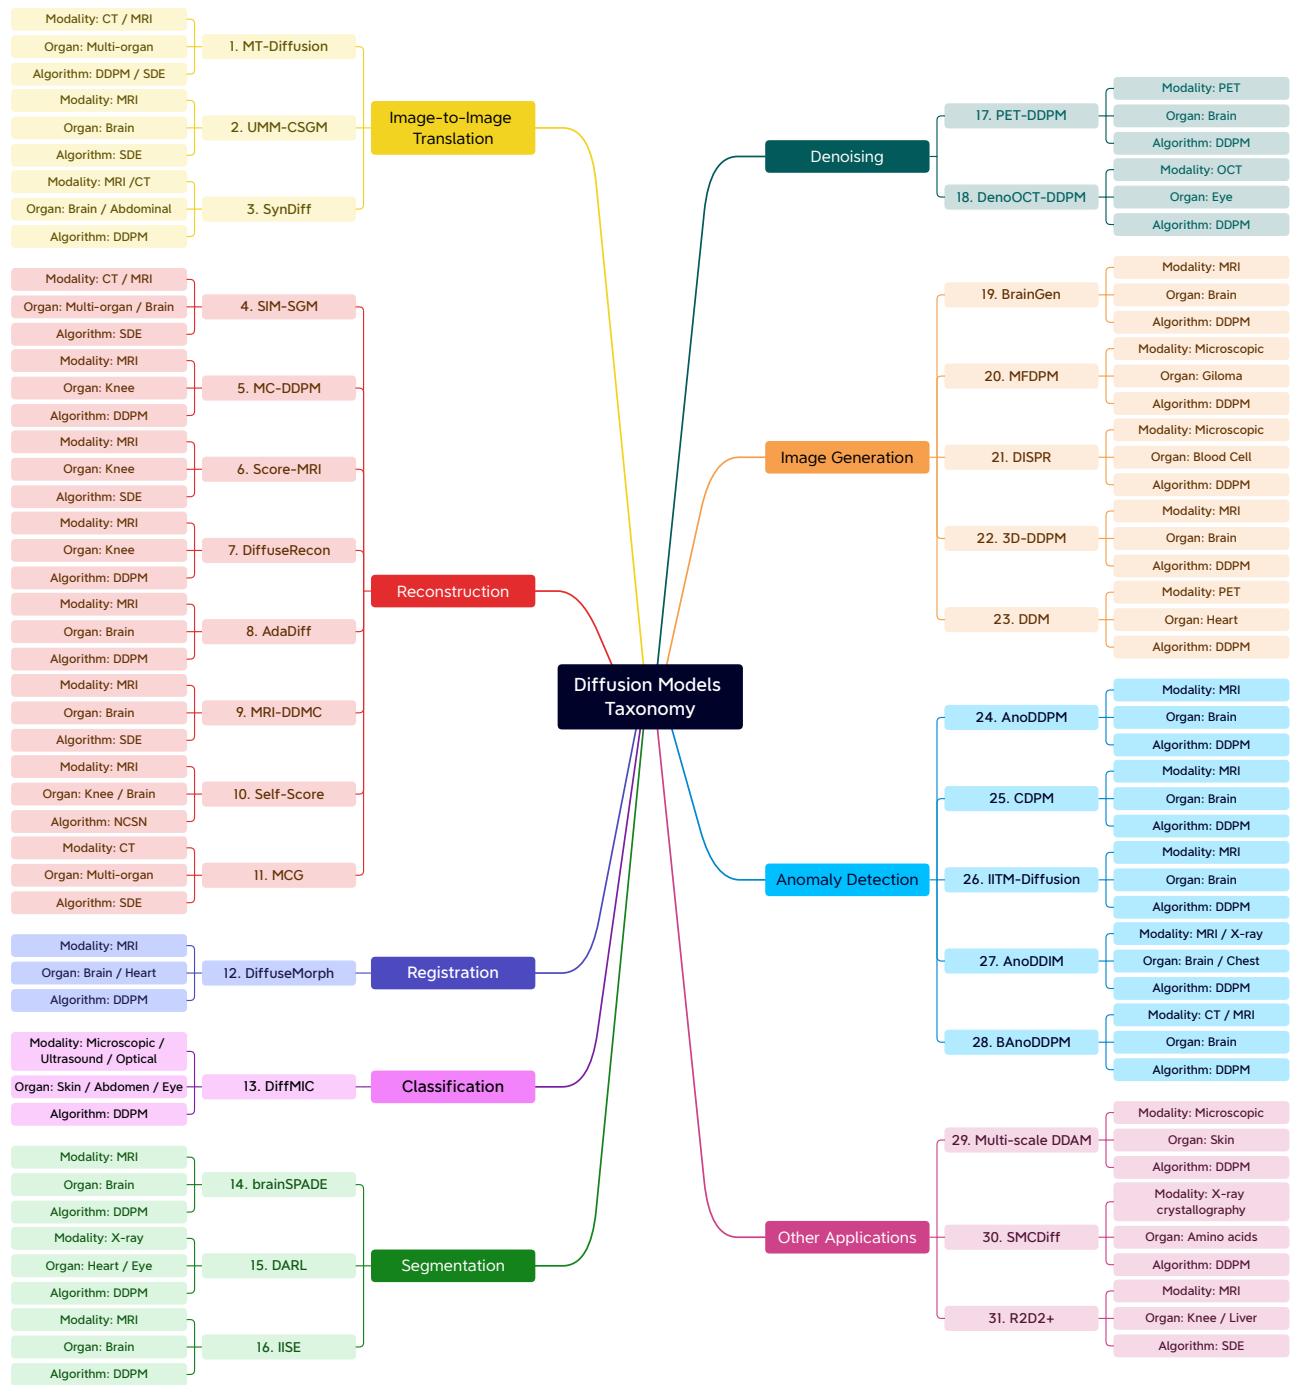 Diffusion Models
Taxonomy
Image-to-Image
Translation
1. MT-Diffusion
Modality: CT / MRI
Organ: Multi-organ
Algorithm: DDPM / SDE
2. UMM-CSGM
Modality: MRI
Organ: Brain
Algorithm: SDE
3. SynDiff
Modality: MRI /CT
Organ: Brain / Abdominal
Algorithm: DDPM
Reconstruction
4. SIM-SGM
Modality: CT / MRI
Organ: Multi-organ / Brain
Algorithm: SDE
5. MC-DDPM
Modality: MRI
Organ: Knee
Algorithm: DDPM
6. Score-MRI
Modality: MRI
Organ: Knee
Algorithm: SDE
7. DiffuseRecon
Modality: MRI
Organ: Knee
Algorithm: DDPM
8. AdaDiff
Modality: MRI
Organ: Brain
Algorithm: DDPM
9. MRI-DDMC
Modality: MRI
Organ: Brain
Algorithm: SDE
10. Self-Score
Modality: MRI
Organ: Knee / Brain
Algorithm: NCSN
11. MCG
Modality: CT
Organ: Multi-organ
Algorithm: SDE
Registration
12. DiffuseMorph
Modality: MRI
Organ: Brain / Heart
Algorithm: DDPM
Classification
13. DiffMIC
Modality: Microscopic /
Ultrasound / Optical
Organ: Skin / Abdomen / Eye
Algorithm: DDPM
Segmentation
14. brainSPADE
Modality: MRI
Organ: Brain
Algorithm: DDPM
15. DARL
Modality: X-ray
Organ: Heart / Eye
Algorithm: DDPM
16. IISE
Modality: MRI
Organ: Brain
Algorithm: DDPM
Denoising
17. PET-DDPM
Modality: PET
Organ: Brain
Algorithm: DDPM
18. DenoOCT-DDPM
Modality: OCT
Organ: Eye
Algorithm: DDPM
Image Generation
19. BrainGen
Modality: MRI
Organ: Brain
Algorithm: DDPM
20. MFDPM
Modality: Microscopic
Organ: Giloma
Algorithm: DDPM
21. DISPR
Modality: Microscopic
Organ: Blood Cell
Algorithm: DDPM
22. 3D-DDPM
Modality: MRI
Organ: Brain
Algorithm: DDPM
23. DDM
Modality: PET
Organ: Heart
Algorithm: DDPM
Anomaly Detection
24. AnoDDPM
Modality: MRI
Organ: Brain
Algorithm: DDPM
25. CDPM
Modality: MRI
Organ: Brain
Algorithm: DDPM
26. IITM-Diffusion
Modality: MRI
Organ: Brain
Algorithm: DDPM
27. AnoDDIM
Modality: MRI / X-ray
Organ: Brain / Chest
Algorithm: DDPM
28. BAnoDDPM
Modality: CT / MRI
Organ: Brain
Algorithm: DDPM
Other Applications
29. Multi-scale DDAM
Modality: Microscopic
Organ: Skin
Algorithm: DDPM
30. SMCDiff
Modality: X-ray
crystallography
Organ: Amino acids
Algorithm: DDPM
31. R2D2+
Modality: MRI
Organ: Knee / Liver
Algorithm: SDE